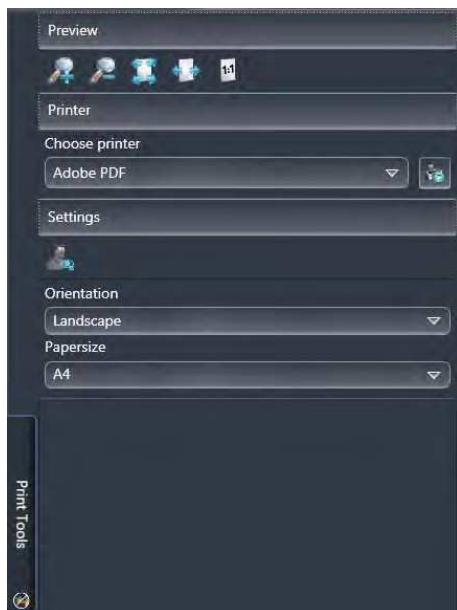 Preview
1:1
Printer
Choose printer
Adobe PDF
Settings
Orientation
Landscape
Papersize
A4
Print Tools